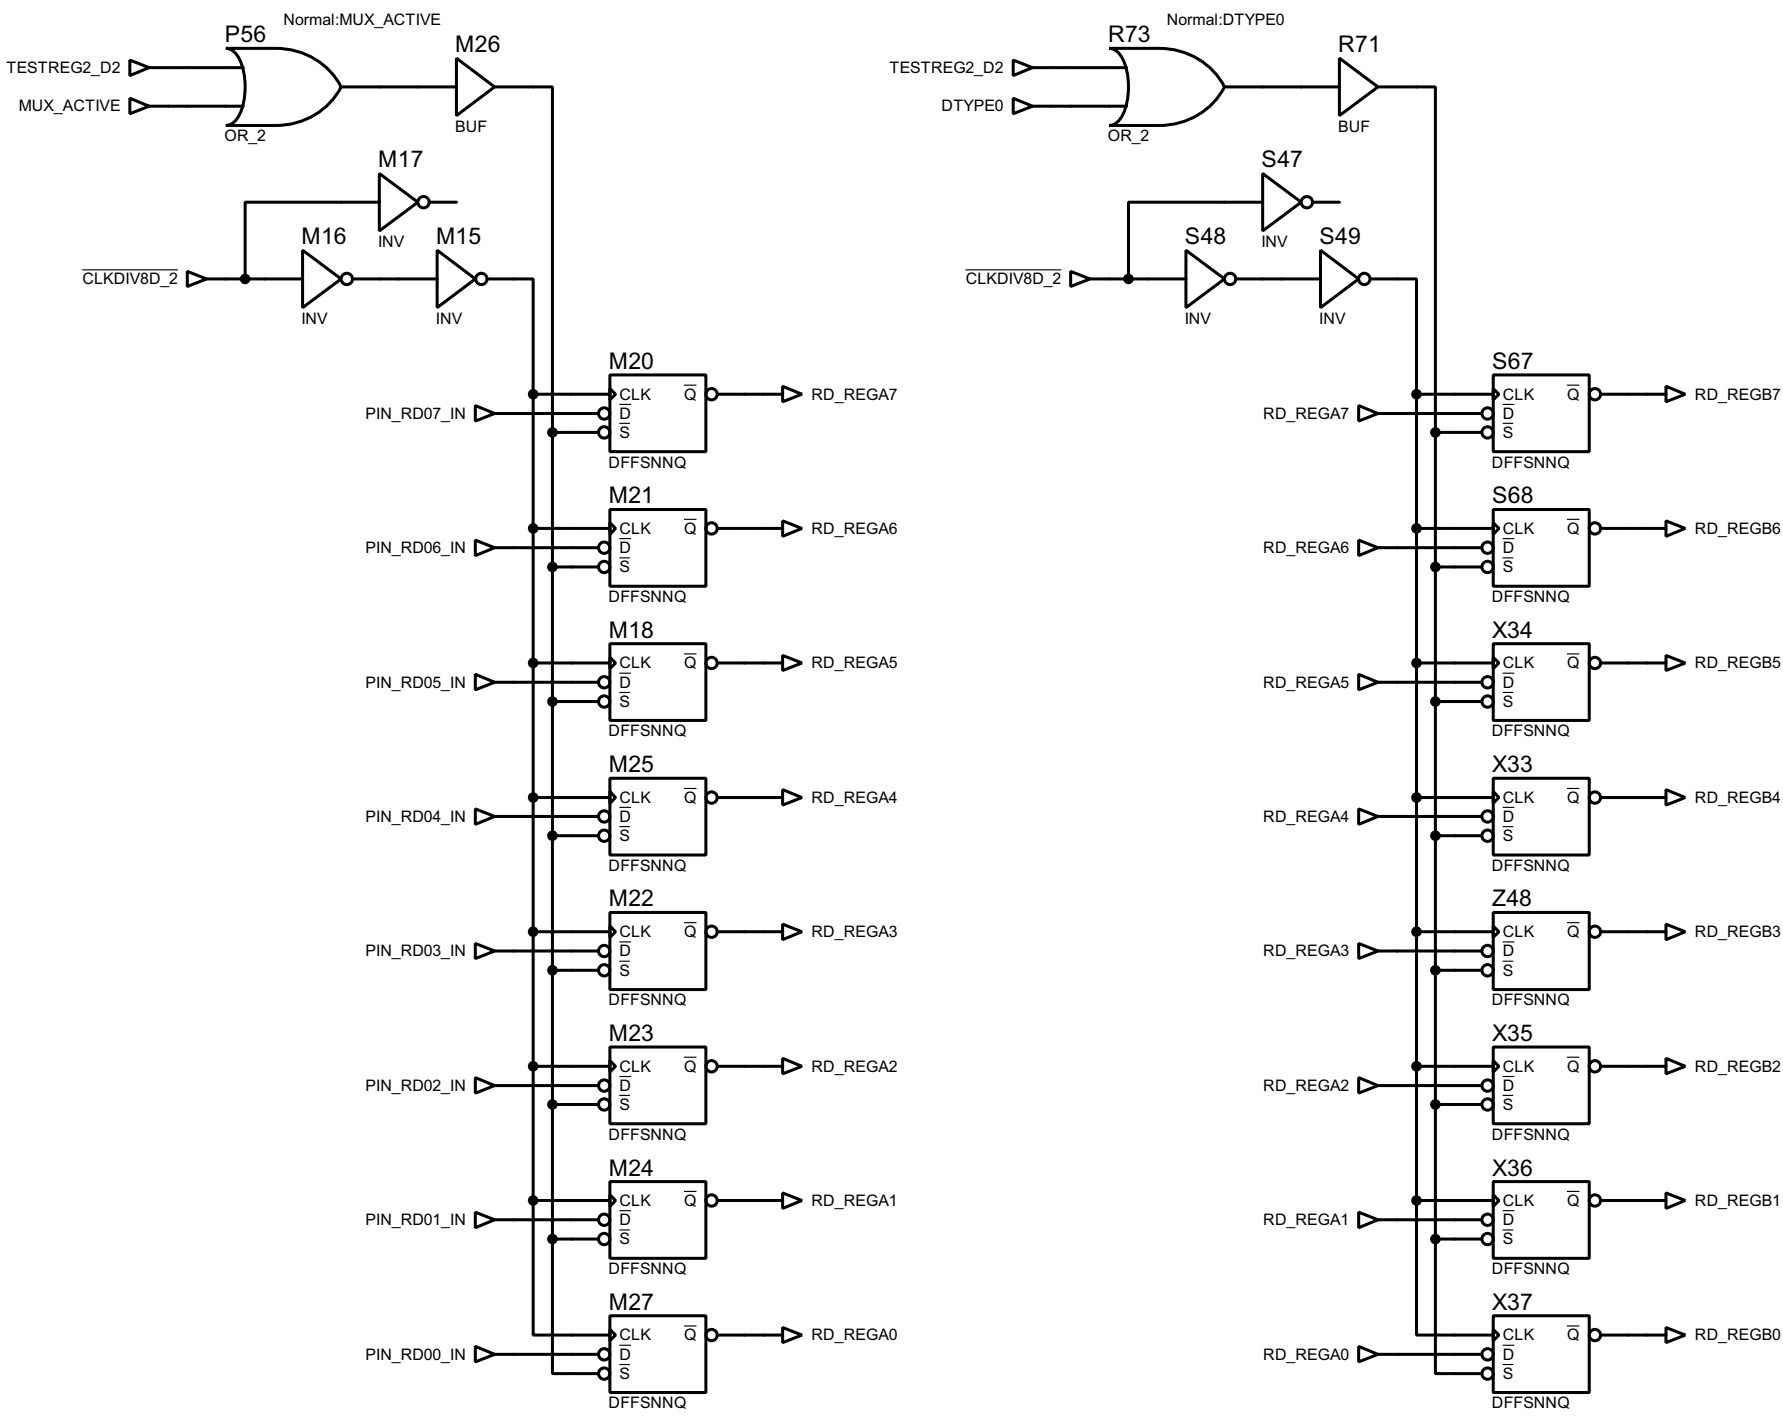 Normal:MUX_ACTIVE
P56
M26
TESTREG2_D2
MUX_ACTIVE
OR_2
BUF
M17
INV
M16
M15
CLKDIV8D_2
INV
INV
M20
CLK
Q
RD_REGA7
PIN_RD07_IN
D
S
DFFSNNQ
M21
CLK
Q
RD_REGA6
PIN_RD06_IN
D
S
DFFSNNQ
M18
CLK
Q
RD_REGA5
PIN_RD05_IN
D
S
DFFSNNQ
M25
CLK
Q
RD_REGA4
PIN_RD04_IN
D
S
DFFSNNQ
M22
CLK
Q
RD_REGA3
PIN_RD03_IN
D
S
DFFSNNQ
M23
CLK
Q
RD_REGA2
PIN_RD02_IN
D
S
DFFSNNQ
M24
CLK
Q
RD_REGA1
PIN_RD01_IN
D
S
DFFSNNQ
M27
CLK
Q
RD_REGA0
PIN_RD00_IN
D
S
DFFSNNQ
Normal:DTYPE0
R73
R71
TESTREG2_D2
DTYPE0
OR_2
BUF
S47
INV
S48
S49
CLKDIV8D_2
INV
INV
S67
CLK
Q
RD_REGB7
RD_REGA7
D
S
DFFSNNQ
S68
CLK
Q
RD_REGB6
RD_REGA6
D
S
DFFSNNQ
X34
CLK
Q
RD_REGB5
RD_REGA5
D
S
DFFSNNQ
X33
CLK
Q
RD_REGB4
RD_REGA4
D
S
DFFSNNQ
Z48
CLK
Q
RD_REGB3
RD_REGA3
D
S
DFFSNNQ
X35
CLK
Q
RD_REGB2
RD_REGA2
D
S
DFFSNNQ
X36
CLK
Q
RD_REGB1
RD_REGA1
D
S
DFFSNNQ
X37
CLK
Q
RD_REGB0
RD_REGA0
D
S
DFFSNNQ